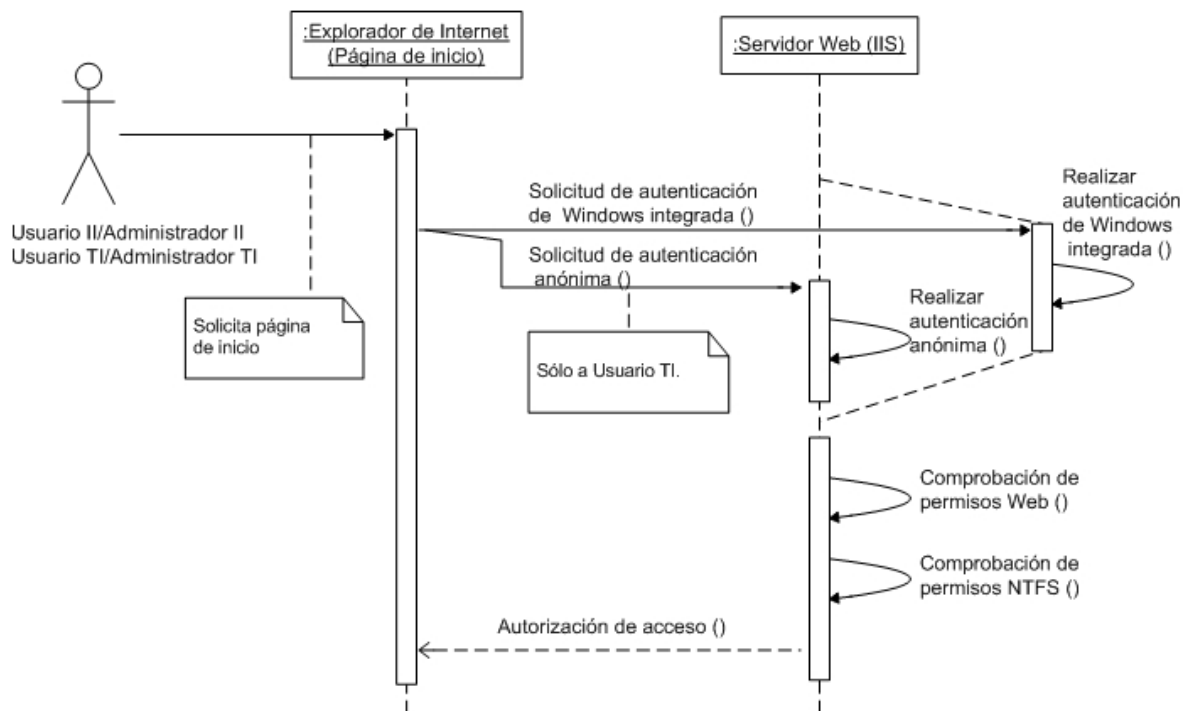 :Explorador de Internet
(Página de inicio)
:Servidor Web (IIS)
Usuario II/Administrador II
Usuario TI/Administrador TI
Solicita página
de inicio
Solicitud de autenticación
de Windows integrada ()
Solicitud de autenticación
anónima ()
Sólo a Usuario TI.
Realizar
autenticación
de Windows
integrada ()
Realizar
autenticación
anónima ()
Comprobación de
permisos Web ()
Comprobación de
permisos NTFS ()
Autorización de acceso ()